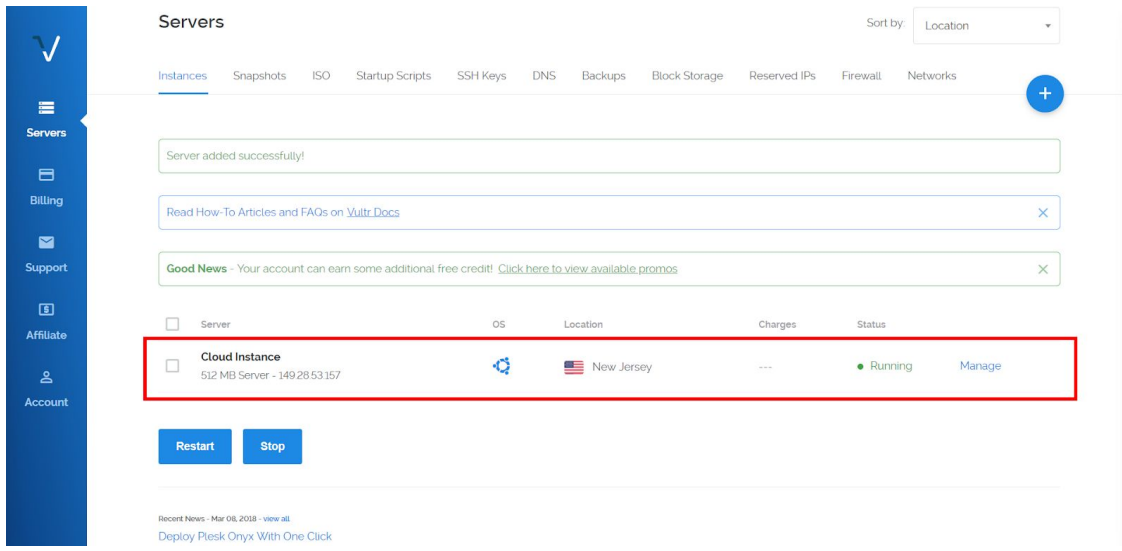 Servers
Sort by: Location
Instances Snapshots ISO Startup Scripts SSH Keys DNS Backups Block Storage Reserved IPs Firewall Networks
+
Servers
Billing
Support
Affiliate
Account
Server added successfully!
Read How-To Articles and FAQs on Vultr Docs
Good News - Your account can earn some additional free credit! Click here to view available promos
Server OS Location Charges Status
Cloud Instance
512 MB Server - 149.28.53.157
New Jersey --- Running Manage
Restart Stop
Recent News - Mar 08, 2018 - view all
Deploy Plesk Onyx With One Click